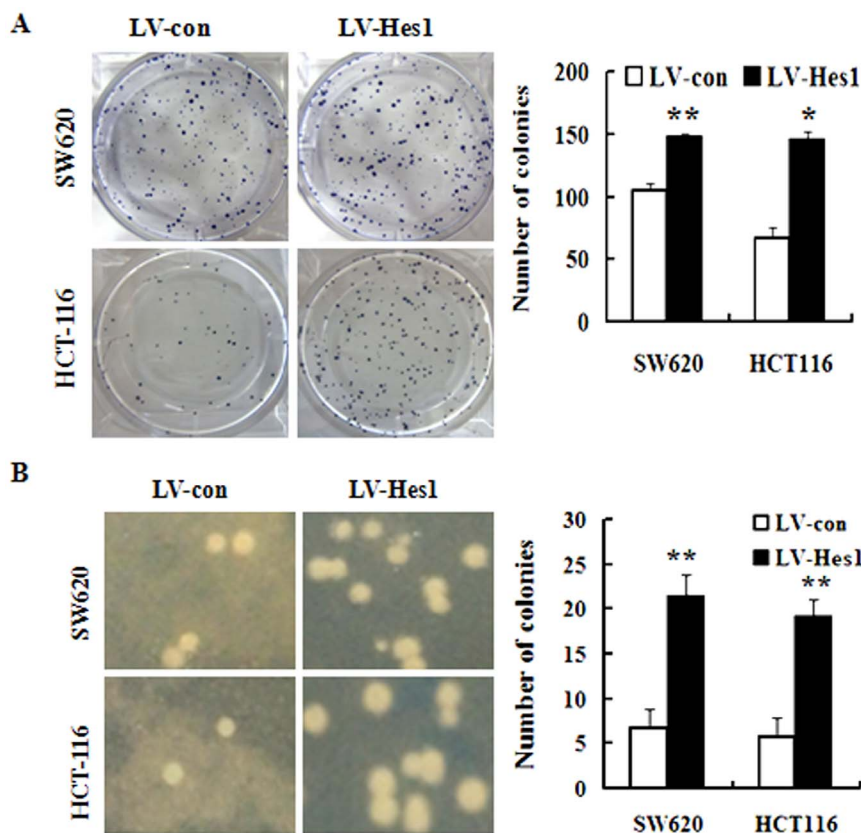 A
LV-con LV-Hes1
SW620
HCT-116
Number of colonies
200
150
100
50
0
LV-con LV-Hes1
** *
SW620 HCT116
B
LV-con LV-Hes1
SW620
HCT-116
Number of colonies
30
25
20
15
10
5
0
LV-con
LV-Hes1
** **
SW620 HCT116